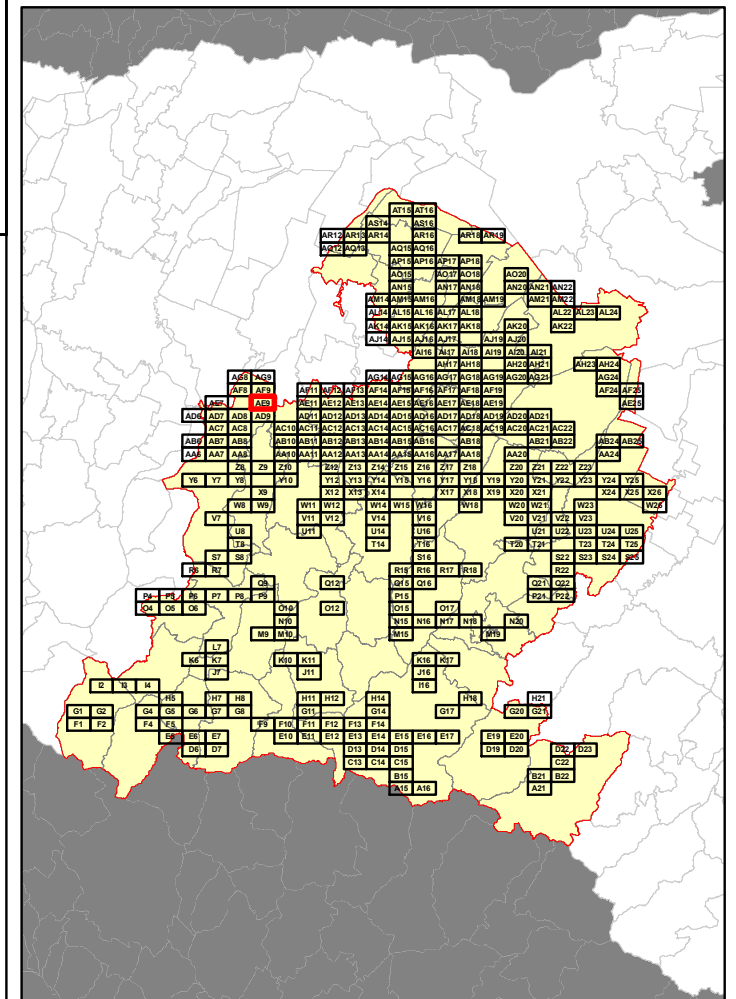 AT15 AT16
AS14 AS16
AR12 AR13 AR14 AR16 AR18 AR19
AQ12 AQ13 AQ15 AQ16
AP15 AP16 AP17 AP18
AO15 AO17 AO18 AO20
AN15 AN17 AN18 AN20 AN21 AN22
AM14 AM15 AM16 AM18 AM19 AM21 AM22
AL14 AL15 AL16 AL17 AL18 AL22 AL23 AL24
AK14 AK15 AK16 AK17 AK18 AK20 AK22
AJ14 AJ15 AJ16 AJ17 AJ19 AJ20
AI16 AI17 AI18 AI19 AI20 AI21
AH17 AH18 AH20 AH21 AH23 AH24
AG8 AG9 AG14 AG15 AG16 AG17 AG18 AG19 AG20 AG21 AG24
AF8 AF9 AF11 AF12 AF13 AF14 AF15 AF16 AF17 AF18 AF19 AF24 AF25
AE7 AE9 AE11 AE12 AE13 AE14 AE15 AE16 AE17 AE18 AE19 AE25
AD6 AD7 AD8 AD9 AD11 AD12 AD13 AD14 AD15 AD16 AD17 AD18 AD19 AD20 AD21
AC7 AC8 AC10 AC11 AC12 AC13 AC14 AC15 AC16 AC17 AC18 AC19 AC20 AC21 AC22
AB6 AB7 AB8 AB10 AB11 AB12 AB13 AB14 AB15 AB16 AB18 AB21 AB22 AB24 AB25
AA6 AA7 AA8 AA10 AA11 AA12 AA13 AA14 AA15 AA16 AA17 AA18 AA20 AA24
Z8 Z9 Z10 Z12 Z13 Z14 Z15 Z16 Z17 Z18 Z20 Z21 Z22 Z23
Y6 Y7 Y8 Y10 Y12 Y13 Y14 Y15 Y16 Y17 Y18 Y19 Y20 Y21 Y22 Y23 Y24 Y25
X9 X12 X13 X14 X17 X18 X19 X20 X21 X24 X25 X26
W8 W9 W11 W12 W14 W15 W16 W18 W20 W21 W23 W26
V7 V11 V12 V14 V16 V20 V21 V22 V23
U8 U11 U14 U16 U21 U22 U23 U24 U25
T8 T14 T16 T20 T21 T23 T24 T25
S7 S8 S16 S22 S23 S24 S25
R6 R7 R15 R16 R17 R18 R22
Q9 Q12 Q15 Q16 Q21 Q22
P4 P5 P6 P7 P8 P9 P15 P21 P22
O4 O5 O6 O10 O12 O15 O17
N10 N15 N16 N17 N18 N20
M9 M10 M15 M19
L7
K6 K7 K10 K11 K16 K17
J7 J11 J16
I2 I3 I4 I16
H5 H7 H8 H11 H12 H14 H18 H21
G1 G2 G4 G5 G6 G7 G8 G11 G14 G17 G20 G21
F1 F2 F4 F5 F9 F10 F11 F12 F13 F14
E5 E6 E7 E10 E11 E12 E13 E14 E15 E16 E17 E19 E20
D6 D7 D13 D14 D15 D19 D20 D22 D23
C13 C14 C15 C22
B15 B21 B22
A15 A16 A21